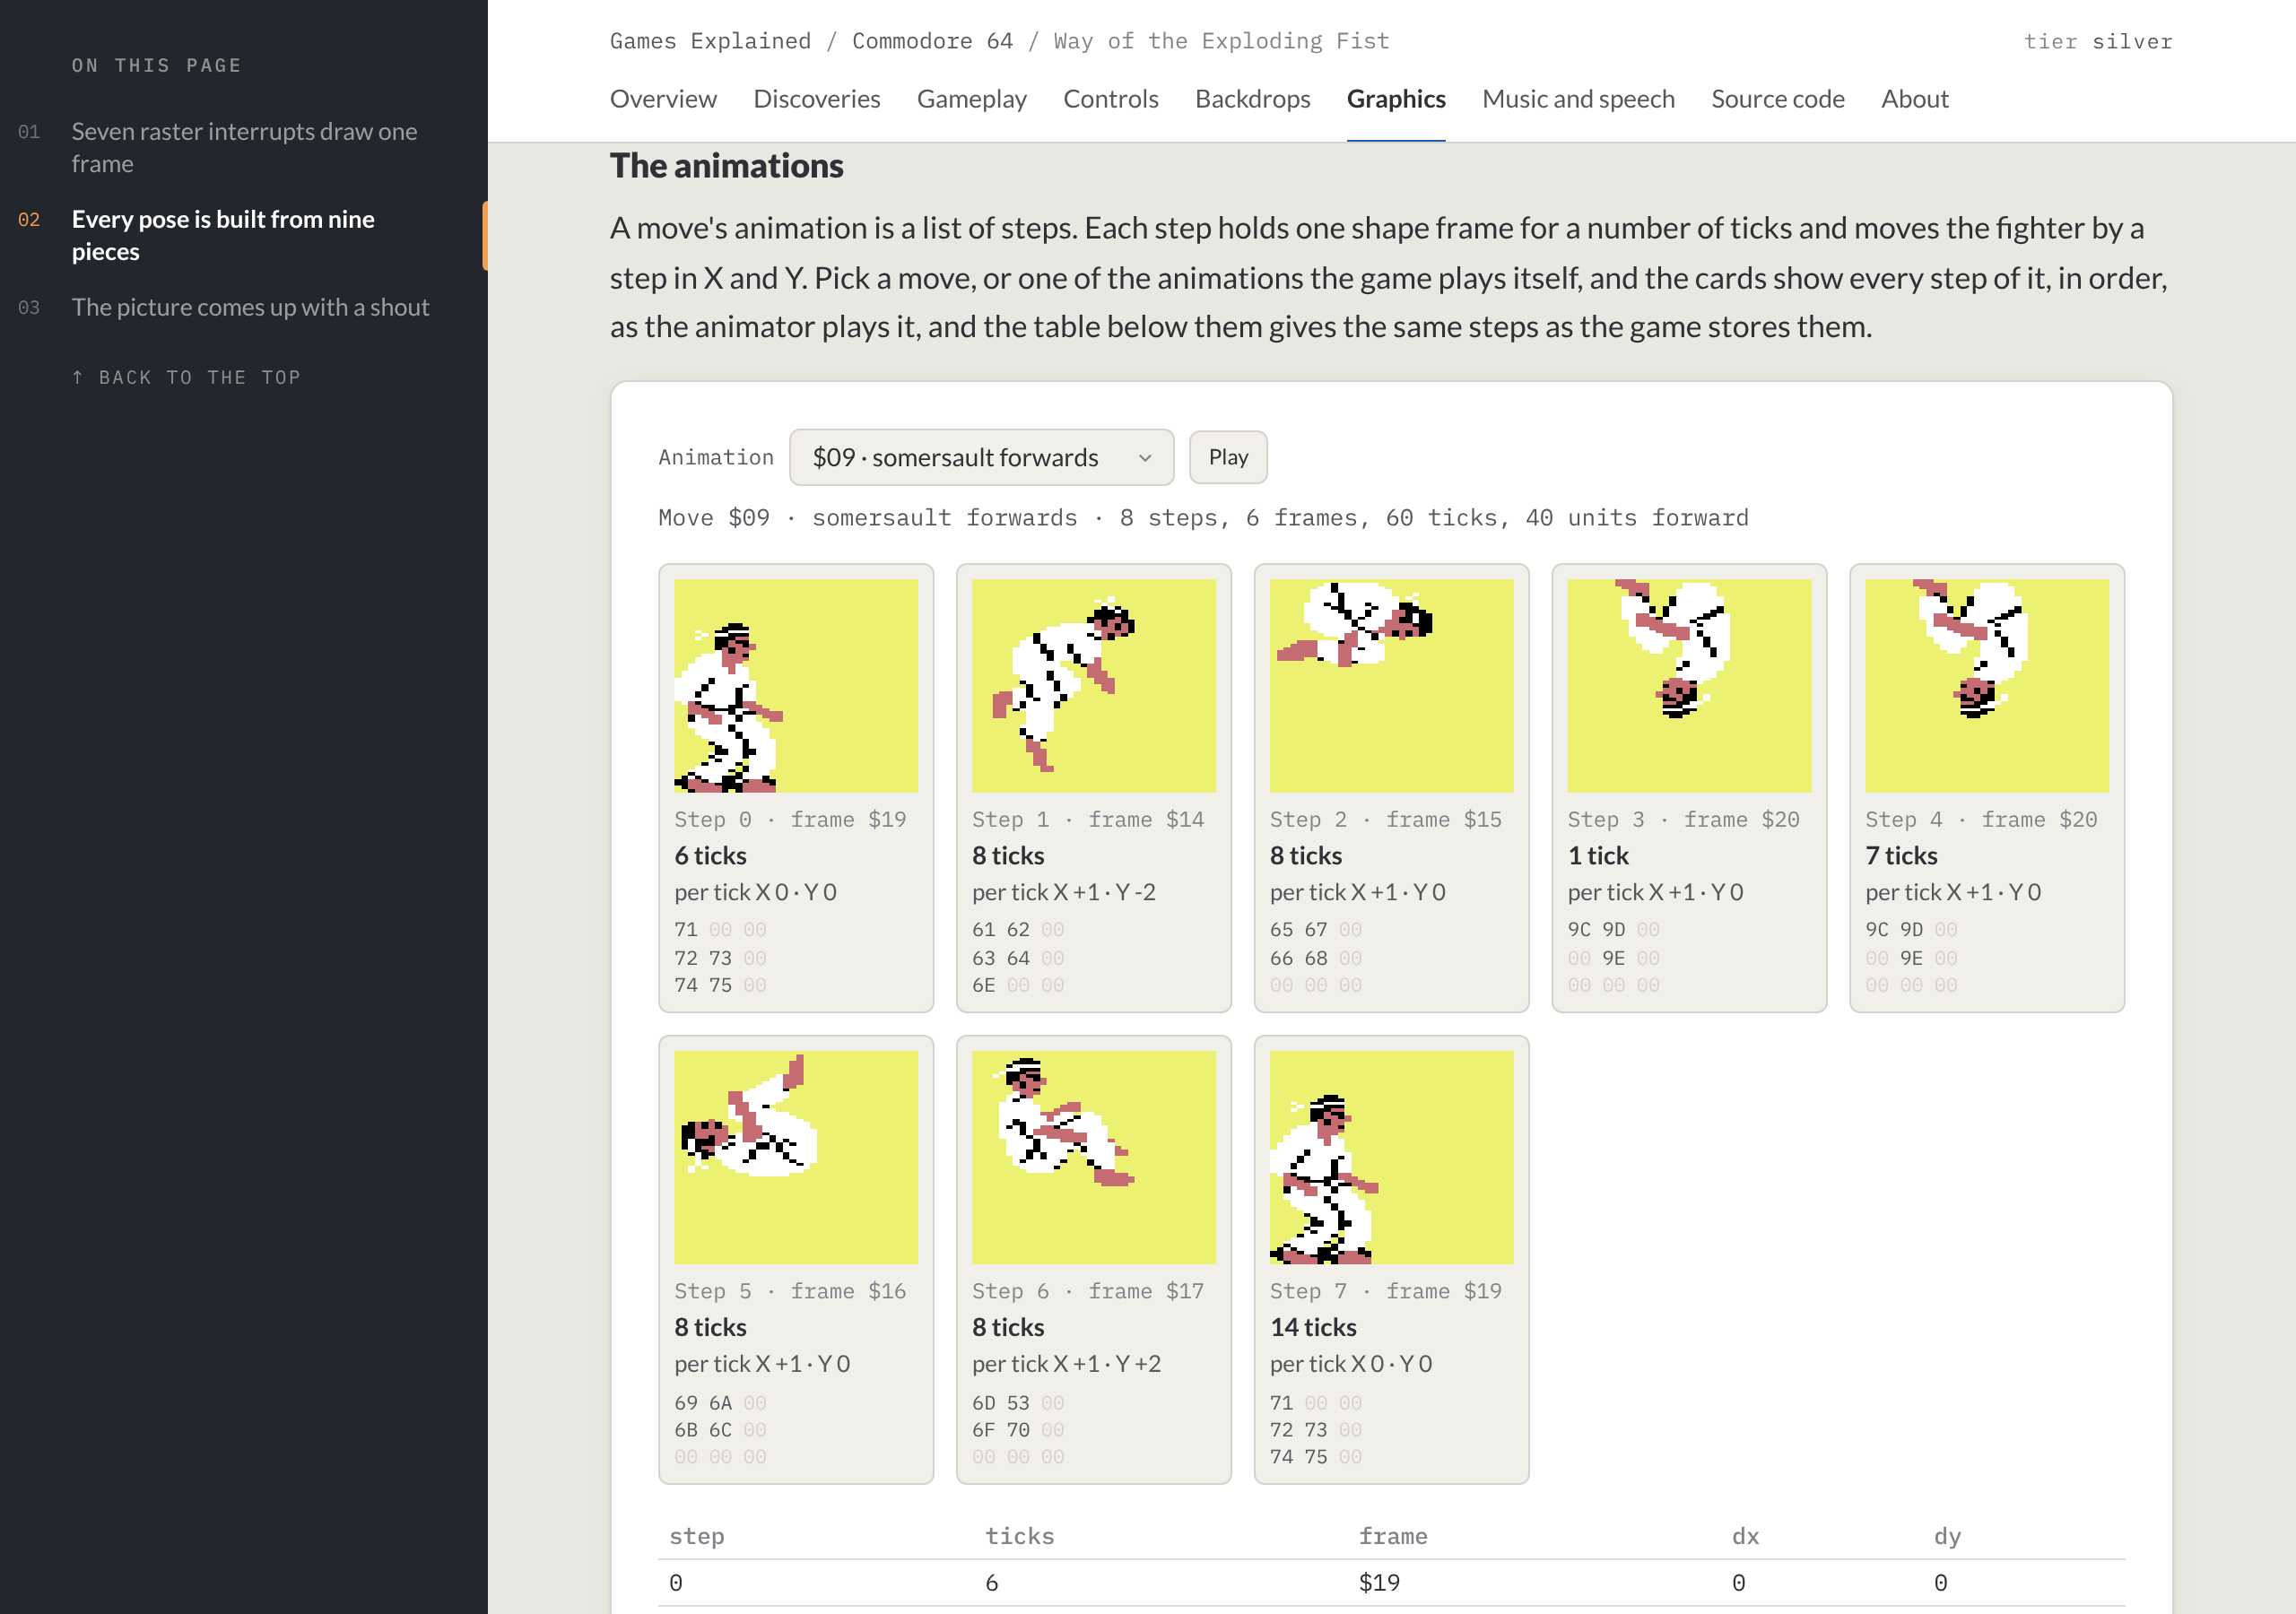 ON THIS PAGE
01 Seven raster interrupts draw one
frame
02 Every pose is built from nine
pieces
03 The picture comes up with a shout
↑ BACK TO THE TOP
Games Explained / Commodore 64 / Way of the Exploding Fist
tier silver
Overview Discoveries Gameplay Controls Backdrops Graphics Music and speech Source code About
The animations
A move's animation is a list of steps. Each step holds one shape frame for a number of ticks and moves the fighter by a
step in X and Y. Pick a move, or one of the animations the game plays itself, and the cards show every step of it, in order,
as the animator plays it, and the table below them gives the same steps as the game stores them.
Animation $09 · somersault forwards Play
Move $09 · somersault forwards · 8 steps, 6 frames, 60 ticks, 40 units forward
Step 0 · frame $19
6 ticks
per tick X 0 · Y 0
71 00 00
72 73 00
74 75 00
Step 1 · frame $14
8 ticks
per tick X +1 · Y -2
61 62 00
63 64 00
6E 00 00
Step 2 · frame $15
8 ticks
per tick X +1 · Y 0
65 67 00
66 68 00
00 00 00
Step 3 · frame $20
1 tick
per tick X +1 · Y 0
9C 9D 00
00 9E 00
00 00 00
Step 4 · frame $20
7 ticks
per tick X +1 · Y 0
9C 9D 00
00 9E 00
00 00 00
Step 5 · frame $16
8 ticks
per tick X +1 · Y 0
69 6A 00
6B 6C 00
00 00 00
Step 6 · frame $17
8 ticks
per tick X +1 · Y +2
6D 53 00
6F 70 00
00 00 00
Step 7 · frame $19
14 ticks
per tick X 0 · Y 0
71 00 00
72 73 00
74 75 00
step ticks frame dx dy
0 6 $19 0 0